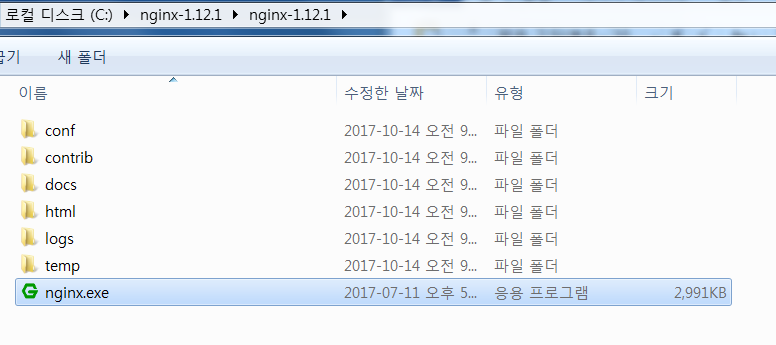 로컬 디스크 (C:) ▸ nginx-1.12.1 ▸ nginx-1.12.1 ▸
굽기 새 폴더
이름 수정한 날짜 유형 크기
conf 2017-10-14 오전 9... 파일 폴더
contrib 2017-10-14 오전 9... 파일 폴더
docs 2017-10-14 오전 9... 파일 폴더
html 2017-10-14 오전 9... 파일 폴더
logs 2017-10-14 오전 9... 파일 폴더
temp 2017-10-14 오전 9... 파일 폴더
nginx.exe 2017-07-11 오후 5... 응용 프로그램 2,991KB